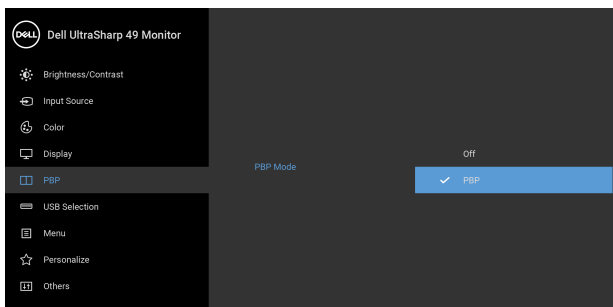 DELL Dell UltraSharp 49 Monitor
Brightness/Contrast
Input Source
Color
Display
Off
PBP Mode
PBP
PBP
USB Selection
Menu
Personalize
Others